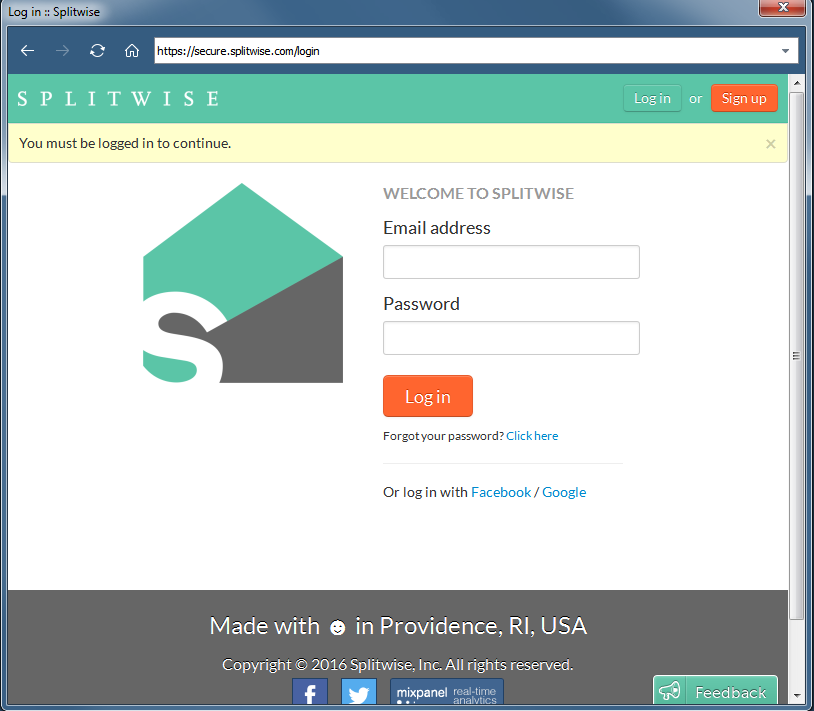 Log in :: Splitwise
https://secure.splitwise.com/login
SPLITWISE
Log in or Sign up
You must be logged in to continue.
×
S
WELCOME TO SPLITWISE
Email address
Password
Log in
Forgot your password? Click here
Or log in with Facebook / Google
Made with ☻ in Providence, RI, USA
Copyright © 2016 Splitwise, Inc. All rights reserved.
f
mixpanel real-time analytics
Feedback